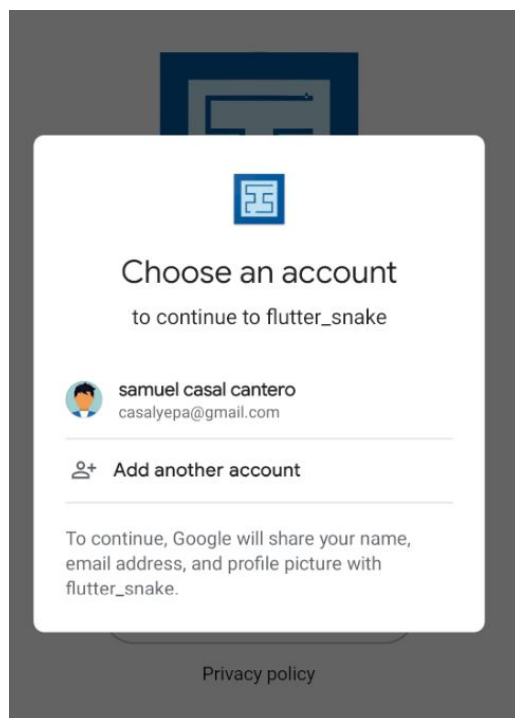 Choose an account
to continue to flutter_snake
samuel casal cantero
casalyepa@gmail.com
Add another account
To continue, Google will share your name,
email address, and profile picture with
flutter_snake.
Privacy policy